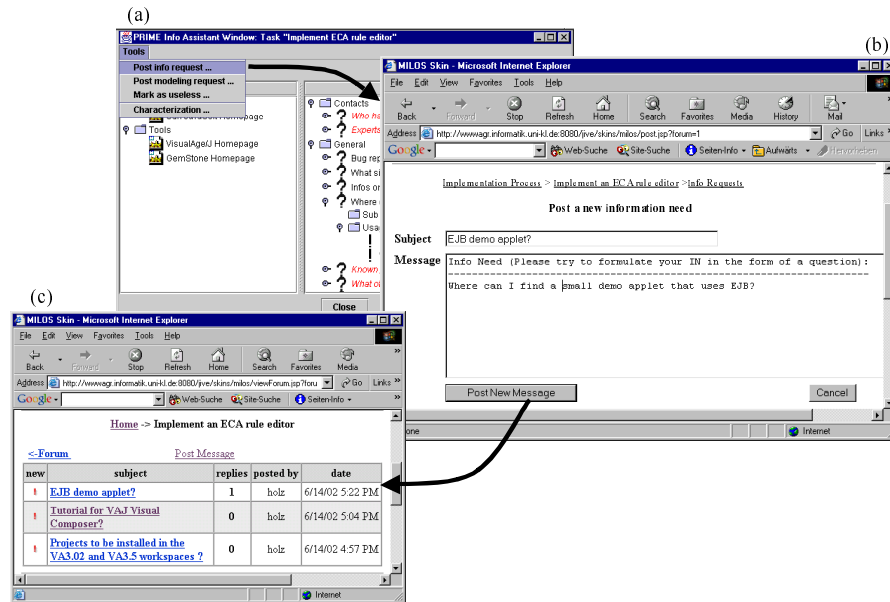 (a)
PRIME Info Assistant Window: Task "Implement ECA rule editor"
Tools
Post info request ...
Post modeling request ...
Mark as useless ...
Characterization ...
Homepage
Tools
VisualAge/J Homepage
GemStone Homepage
Contacts
Who ha
Experts
General
Bug rep
What si
Infos on
Where
Sub
Usa
Known
What ot
Close
(b)
MILOS Skin - Microsoft Internet Explorer
File Edit View Favorites Tools Help
Back Forward Stop Refresh Home Search Favorites Media History Mail
Address http://wwwagr.informatik.uni-kl.de:8080/jive/skins/milos/post.jsp?forum=1 Go Links »
Google Web-Suche Site-Suche Seiten-Info Aufwärts Hervorheben
Implementation Process > Implement an ECA rule editor >Info Requests
Post a new information need
Subject EJB demo applet?
Message Info Need (Please try to formulate your IN in the form of a question):
--------------------------------------------------------------------
Where can I find a small demo applet that uses EJB?
Post New Message Cancel
one Internet
(c)
MILOS Skin - Microsoft Internet Explorer
File Edit View Favorites Tools Help »
Back Forward Stop Refresh Home Search Favorites Media »
Address http://wwwagr.informatik.uni-kl.de:8080/jive/skins/milos/viewForum.jsp?foru Go Links »
Google Web-Suche Site-Suche Seiten-Info »
Home -> Implement an ECA rule editor
<-Forum Post Message
new subject replies posted by date
! EJB demo applet? 1 holz 6/14/02 5:22 PM
! Tutorial for VAJ Visual
Composer? 0 holz 6/14/02 5:04 PM
! Projects to be installed in the
VA3.02 and VA3.5 workspaces ? 0 holz 6/14/02 4:57 PM
Internet